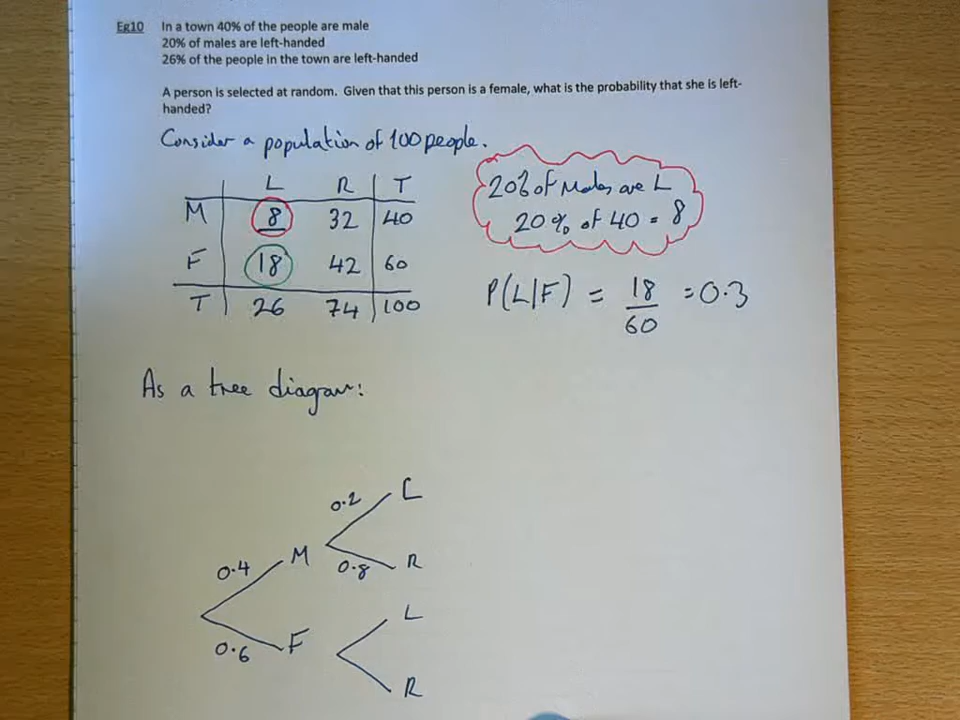 Eg10 In a town 40% of the people are male
20% of males are left-handed
26% of the people in the town are left-handed
A person is selected at random. Given that this person is a female, what is the probability that she is left-
handed?
Consider a population of 100 people.
L R T
M 8 32 40
F 18 42 60
T 26 74 100
20% of Males are L
20% of 40 = 8
P(L|F) = 18/60 = 0.3
As a tree diagram:
0.2 L
0.4 M
0.8 R
0.6 F
L
R